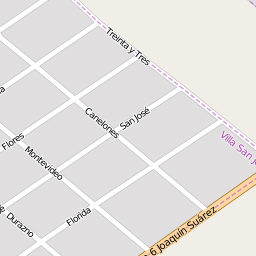 Treinta y Tres
San José
Canelones
Flores
Montevideo
Villa San J
Florida
Durazno
6 Joaquín Suárez